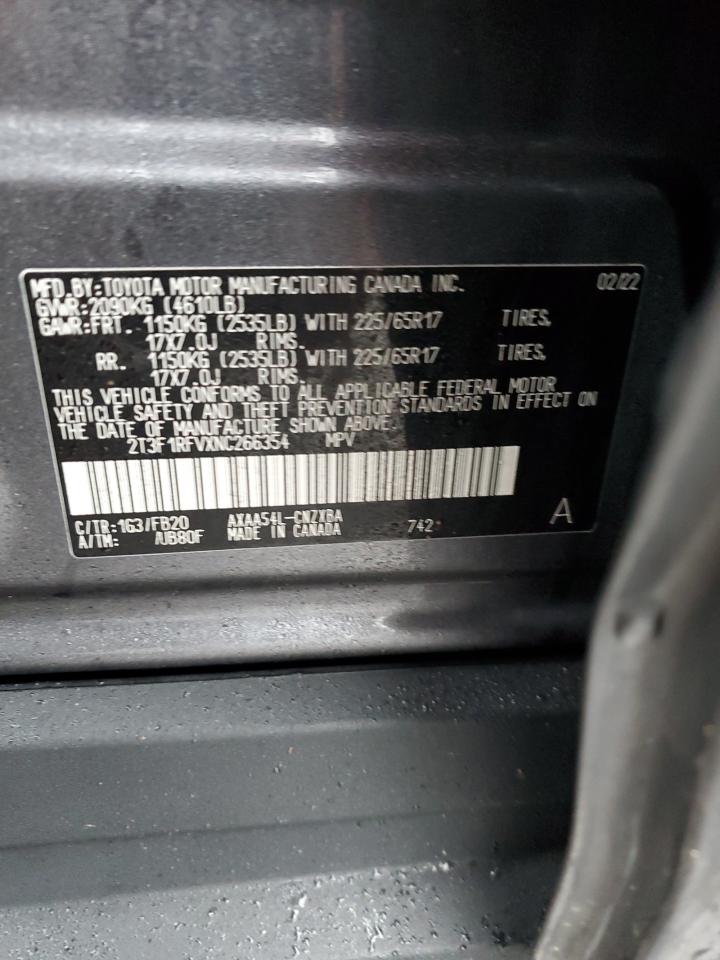 MFD.BY:TOYOTA MOTOR MANUFACTURING CANADA INC. 02/22
GVWR:2090KG (4610LB)
GAWR:FRT. 1150KG (2535LB) WITH 225/65R17 TIRES,
17X7.0J RIMS.
RR. 1150KG (2535LB) WITH 225/65R17 TIRES,
17X7.0J RIMS.
THIS VEHICLE CONFORMS TO ALL APPLICABLE FEDERAL MOTOR
VEHICLE SAFETY AND THEFT PREVENTION STANDARDS IN EFFECT ON
THE DATE OF MANUFACTURE SHOWN ABOVE.
2T3F1RFVXNC266354 MPV
C/TR:1G3/FB20 AXAA54L-CNZXBA 742 A
A/TM: /UB80F MADE IN CANADA